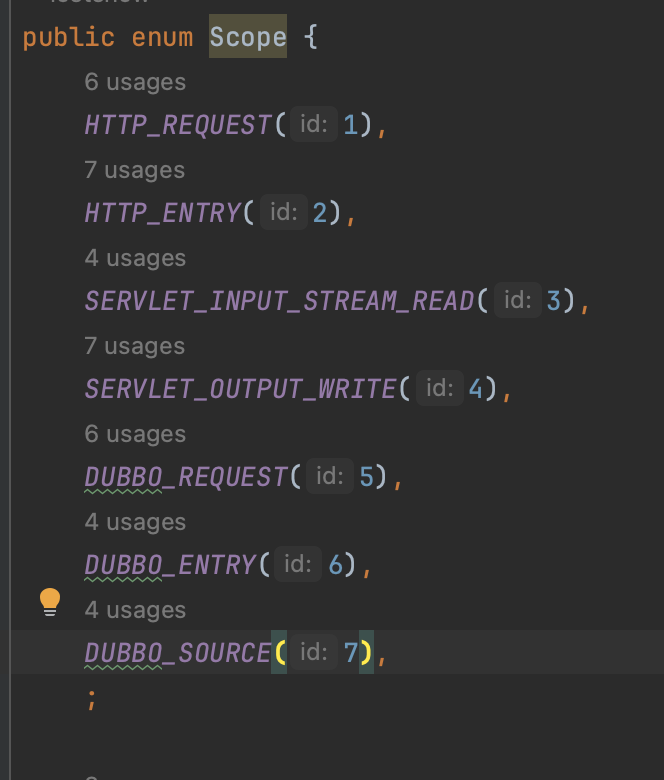 public enum Scope {
6 usages
HTTP_REQUEST( id: 1),
7 usages
HTTP_ENTRY( id: 2),
4 usages
SERVLET_INPUT_STREAM_READ( id: 3),
7 usages
SERVLET_OUTPUT_WRITE( id: 4),
6 usages
DUBBO_REQUEST( id: 5),
4 usages
DUBBO_ENTRY( id: 6),
4 usages
DUBBO_SOURCE( id: 7),
;